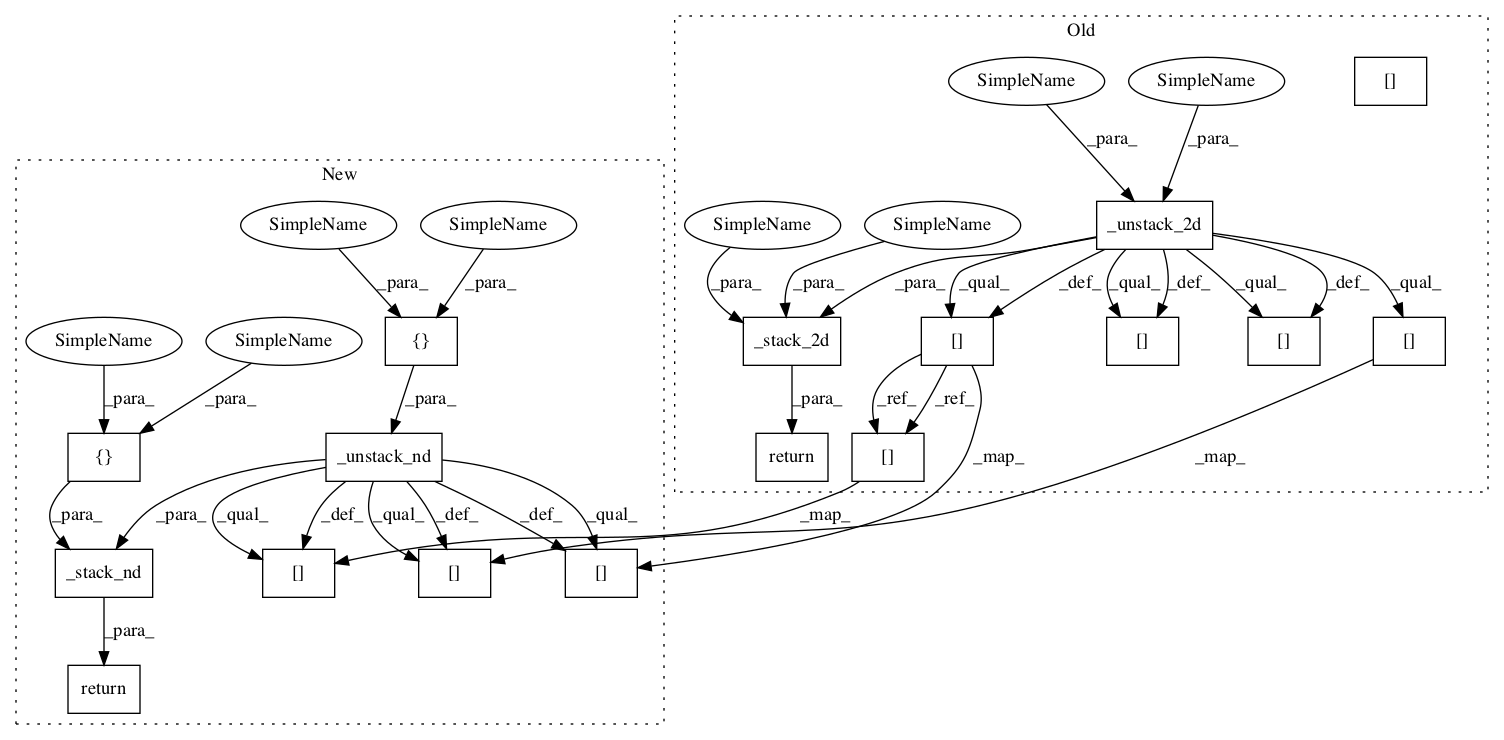 Old
SimpleName
SimpleName
[]
_para_
_para_
New
SimpleName
SimpleName
SimpleName
SimpleName
_unstack_2d
_para_
_para_
_para_
_para_
_para_
_qual_
_def_
_qual_
_def_
_qual_
_def_
_qual_
SimpleName
SimpleName
{}
_stack_2d
[]
[]
[]
[]
_para_
_para_
_para_
_para_
_ref_
_ref_
{}
_unstack_nd
return
[]
_map_
_map_
_para_
_para_
_qual_
_def_
_qual_
_def_
_def_
_qual_
_map_
_stack_nd
[]
[]
[]
_para_
return